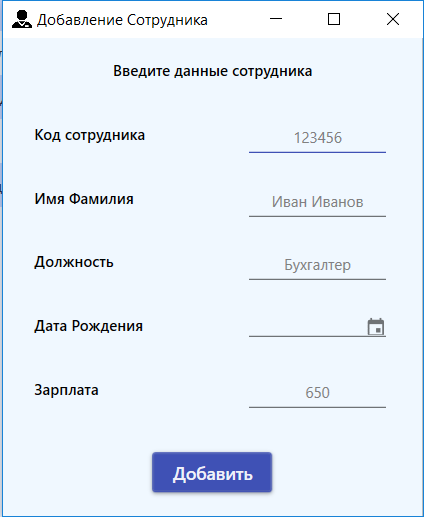 Добавление Сотрудника
Введите данные сотрудника
Код сотрудника 123456
Имя Фамилия Иван Иванов
Должность Бухгалтер
Дата Рождения
Зарплата 650
Добавить